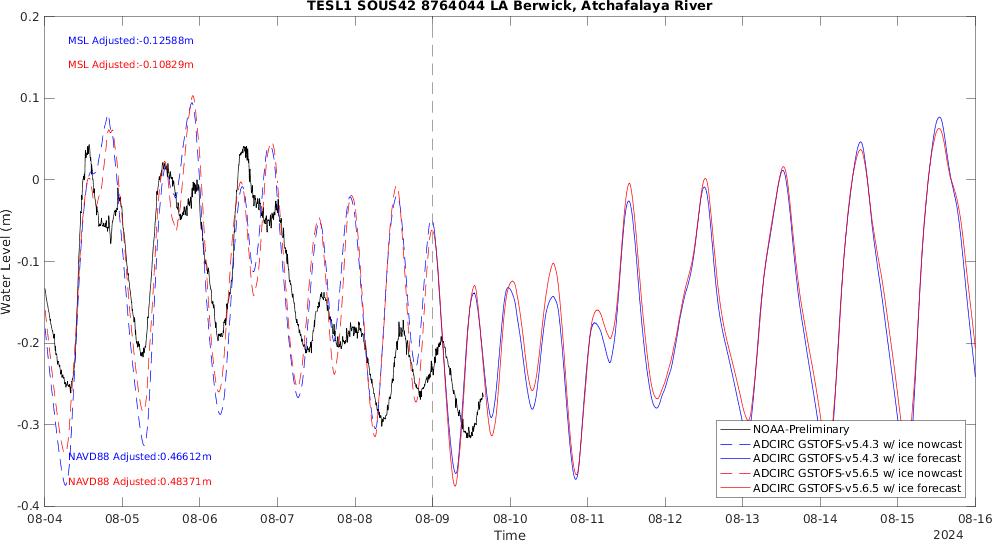 TESL1 SOUS42 8764044 LA Berwick, Atchafalaya River
MSL Adjusted:-0.12588m
MSL Adjusted:-0.10829m
NAVD88 Adjusted:0.46612m
NAVD88 Adjusted:0.48371m
Water Level (m)
0.2
0.1
0
-0.1
-0.2
-0.3
-0.4
NOAA-Preliminary
ADCIRC GSTOFS-v5.4.3 w/ ice nowcast
ADCIRC GSTOFS-v5.4.3 w/ ice forecast
ADCIRC GSTOFS-v5.6.5 w/ ice nowcast
ADCIRC GSTOFS-v5.6.5 w/ ice forecast
08-04 08-05 08-06 08-07 08-08 08-09 08-10 08-11 08-12 08-13 08-14 08-15 08-16
Time
2024